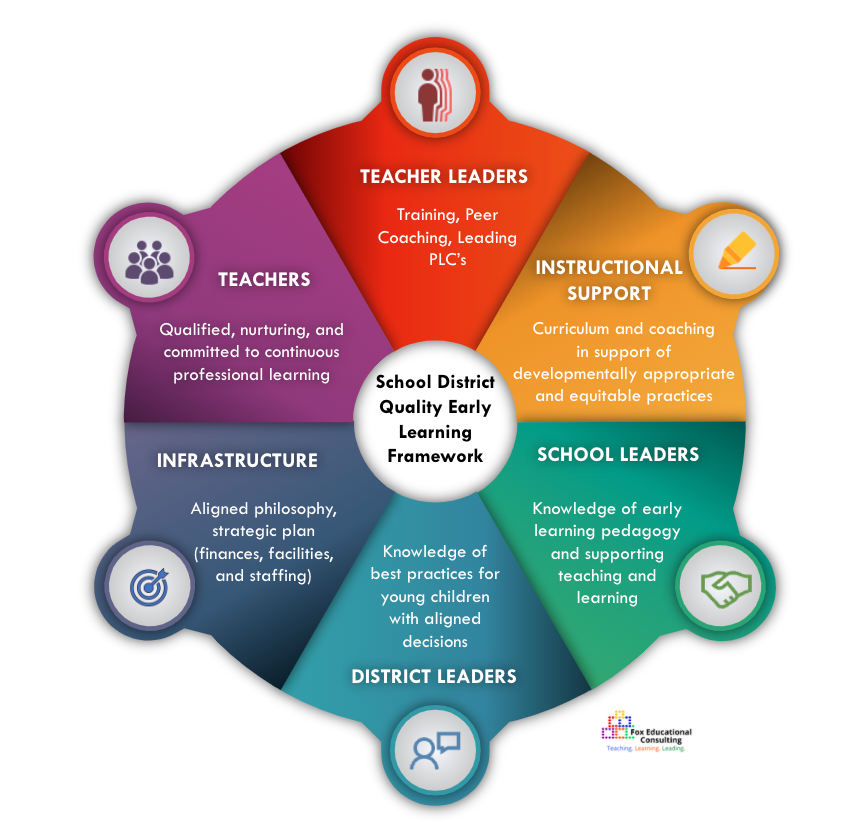 TEACHER LEADERS
Training, Peer
Coaching, Leading
PLC's
INSTRUCTIONAL
SUPPORT
Curriculum and coaching
in support of
developmentally appropriate
and equitable practices
SCHOOL LEADERS
Knowledge of early
learning pedagogy
and supporting
teaching and
learning
Knowledge of
best practices for
young children
with aligned
decisions
DISTRICT LEADERS
INFRASTRUCTURE
Aligned philosophy,
strategic plan
(finances, facilities,
and staffing)
TEACHERS
Qualified, nurturing, and
committed to continuous
professional learning
School District
Quality Early
Learning
Framework
Fox Educational
Consulting
Teaching. Learning. Leading.